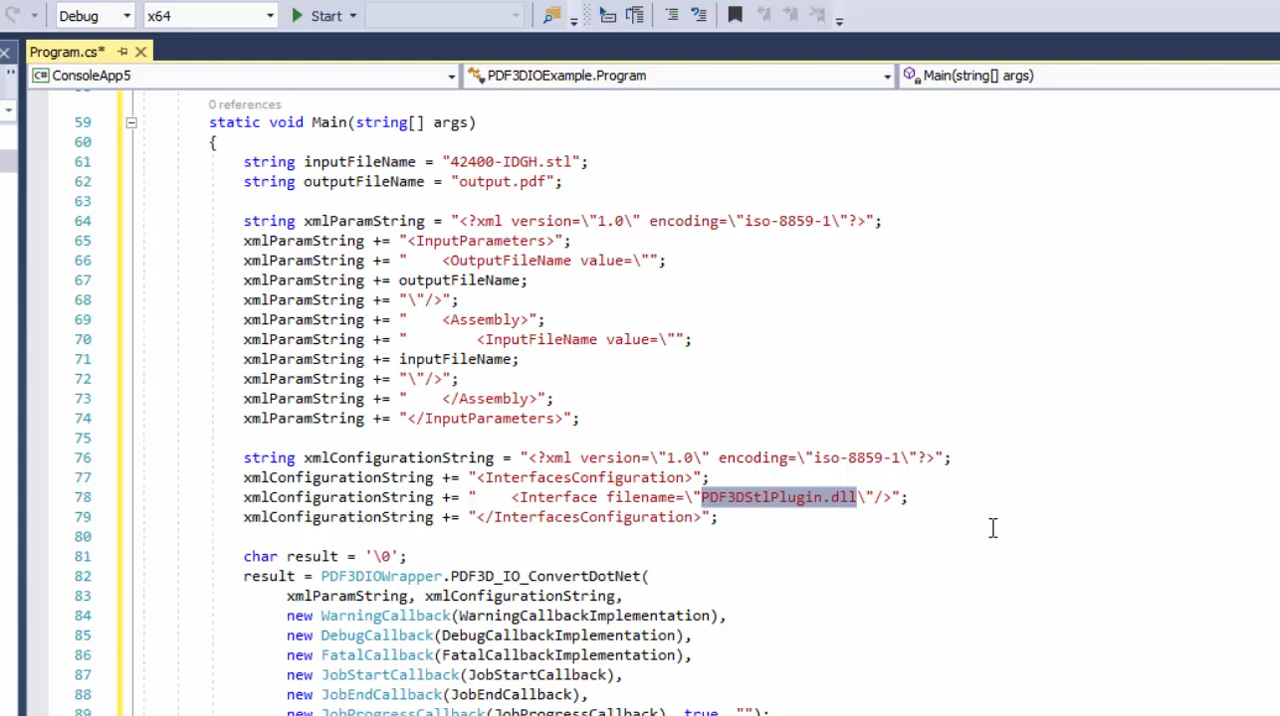 Debug x64 Start
Program.cs*
C# ConsoleApp5 PDF3DIOExample.Program Main(string[] args)
0 references
59 static void Main(string[] args)
60 {
61 string inputFileName = "42400-IDGH.stl";
62 string outputFileName = "output.pdf";
63
64 string xmlParamString = "<?xml version=\"1.0\" encoding=\"iso-8859-1\"?>";
65 xmlParamString += "<InputParameters>";
66 xmlParamString += "    <OutputFileName value=\"";
67 xmlParamString += outputFileName;
68 xmlParamString += "\"/>";
69 xmlParamString += "    <Assembly>";
70 xmlParamString += "        <InputFileName value=\"";
71 xmlParamString += inputFileName;
72 xmlParamString += "\"/>";
73 xmlParamString += "    </Assembly>";
74 xmlParamString += "</InputParameters>";
75
76 string xmlConfigurationString = "<?xml version=\"1.0\" encoding=\"iso-8859-1\"?>";
77 xmlConfigurationString += "<InterfacesConfiguration>";
78 xmlConfigurationString += "    <Interface filename=\"PDF3DStlPlugin.dll\"/>";
79 xmlConfigurationString += "</InterfacesConfiguration>";
80
81 char result = '\0';
82 result = PDF3DIOWrapper.PDF3D_IO_ConvertDotNet(
83 xmlParamString, xmlConfigurationString,
84 new WarningCallback(WarningCallbackImplementation),
85 new DebugCallback(DebugCallbackImplementation),
86 new FatalCallback(FatalCallbackImplementation),
87 new JobStartCallback(JobStartCallback),
88 new JobEndCallback(JobEndCallback),
89 new JobProgressCallback(JobProgressCallback), true, "");